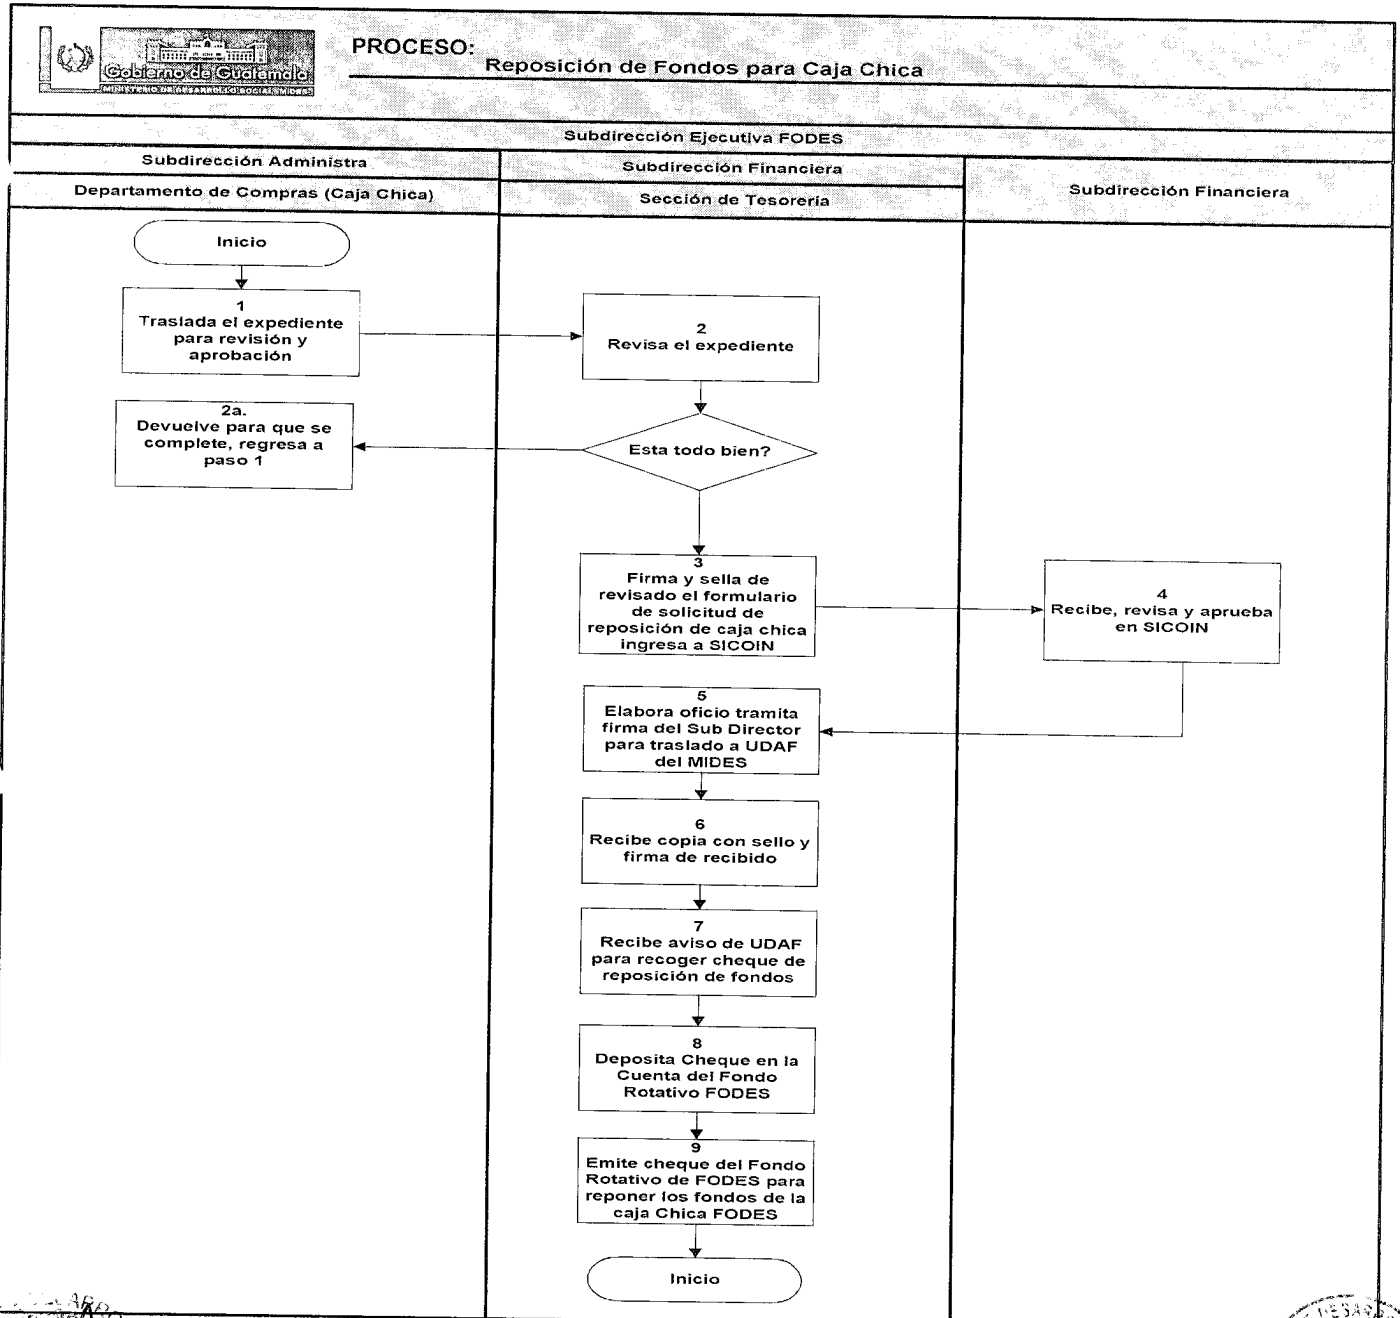 Gobierno de Guatemala
MINISTERIO DE DESARROLLO SOCIAL MIDES
PROCESO:
Reposición de Fondos para Caja Chica
Subdirección Ejecutiva FODES
Subdirección Administra
Subdirección Financiera
Subdirección Financiera
Departamento de Compras (Caja Chica)
Sección de Tesoreria
Inicio
1
Traslada el expediente
para revisión y
aprobación
2
Revisa el expediente
2a.
Devuelve para que se
complete, regresa a
paso 1
Esta todo bien?
3
Firma y sella de
revisado el formulario
de solicitud de
reposición de caja chica
ingresa a SICOIN
4
Recibe, revisa y aprueba
en SICOIN
5
Elabora oficio tramita
firma del Sub Director
para traslado a UDAF
del MIDES
6
Recibe copia con sello y
firma de recibido
7
Recibe aviso de UDAF
para recoger cheque de
reposición de fondos
8
Deposita Cheque en la
Cuenta del Fondo
Rotativo FODES
9
Emite cheque del Fondo
Rotativo de FODES para
reponer los fondos de la
caja Chica FODES
Inicio